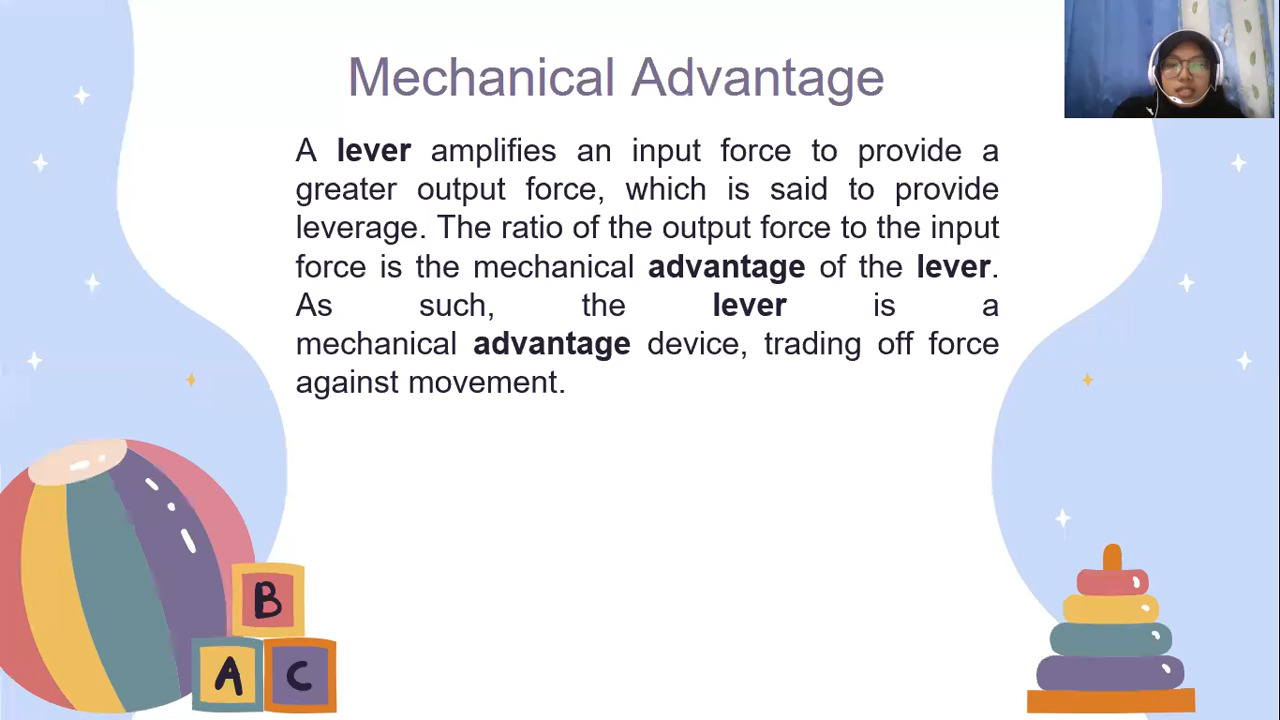 Mechanical Advantage
A lever amplifies an input force to provide a
greater output force, which is said to provide
leverage. The ratio of the output force to the input
force is the mechanical advantage of the lever.
As such, the lever is a
mechanical advantage device, trading off force
against movement.
B
A C